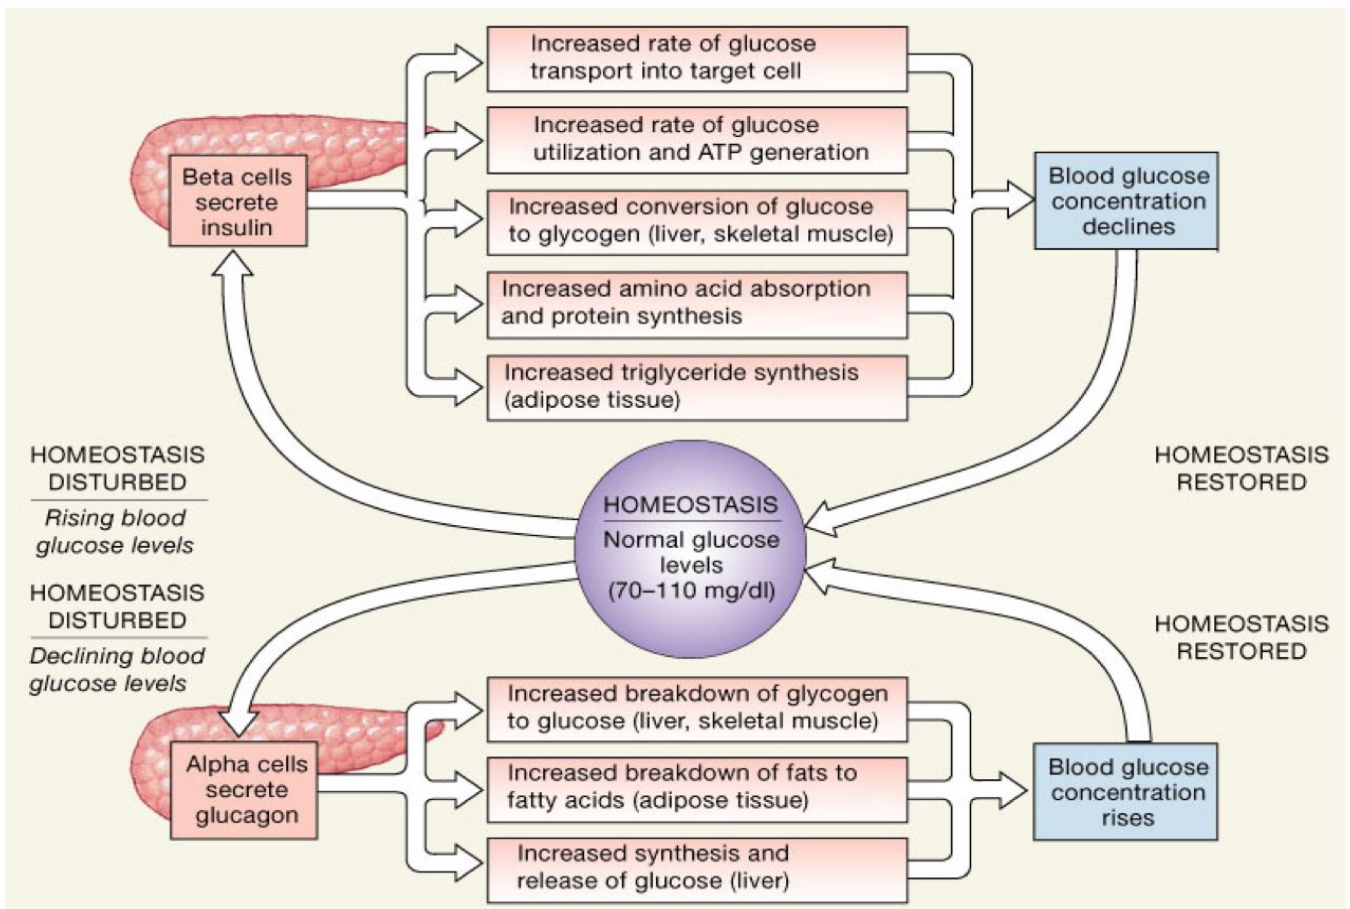 Increased rate of glucose
transport into target cell
Increased rate of glucose
utilization and ATP generation
Beta cells
secrete
insulin
Increased conversion of glucose
to glycogen (liver, skeletal muscle)
Increased amino acid absorption
and protein synthesis
Increased triglyceride synthesis
(adipose tissue)
Blood glucose
concentration
declines
HOMEOSTASIS
DISTURBED
Rising blood
glucose levels
HOMEOSTASIS
Normal glucose
levels
(70–110 mg/dl)
HOMEOSTASIS
RESTORED
HOMEOSTASIS
DISTURBED
Declining blood
glucose levels
HOMEOSTASIS
RESTORED
Alpha cells
secrete
glucagon
Increased breakdown of glycogen
to glucose (liver, skeletal muscle)
Increased breakdown of fats to
fatty acids (adipose tissue)
Increased synthesis and
release of glucose (liver)
Blood glucose
concentration
rises